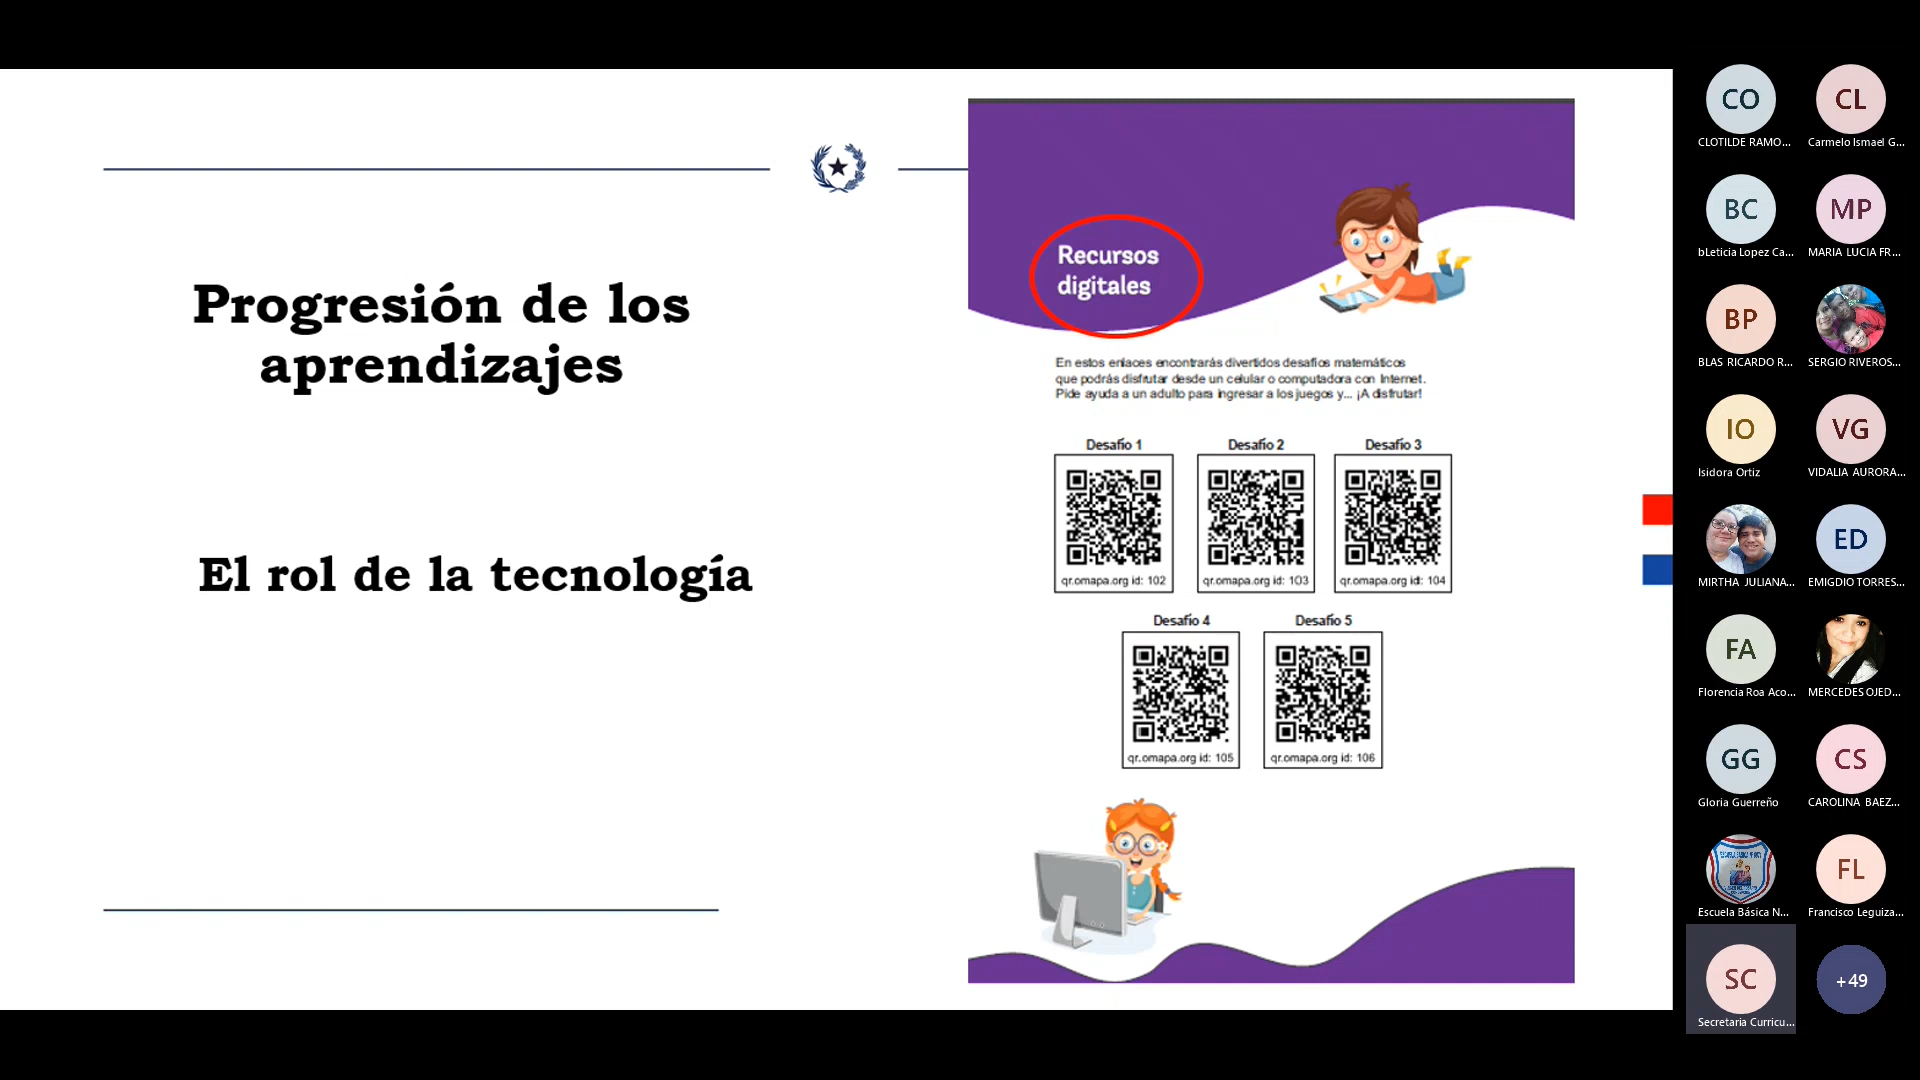 Progresión de los
aprendizajes
El rol de la tecnología
Recursos
digitales
En estos enlaces encontrarás divertidos desafíos matemáticos
que podrás disfrutar desde un celular o computadora con Internet.
Pide ayuda a un adulto para ingresar a los juegos y... ¡A disfrutar!
Desafío 1
Desafío 2
Desafío 3
qr.omapa.org id: 102
qr.omapa.org id: 103
qr.omapa.org id: 104
Desafío 4
Desafío 5
qr.omapa.org id: 105
qr.omapa.org id: 106
CO
CL
CLOTILDE RAMO...
Carmelo Ismael G...
BC
MP
bLeticia Lopez Ca...
MARIA LUCIA FR...
BP
BLAS RICARDO R...
SERGIO RIVEROS...
IO
VG
Isidora Ortiz
VIDALIA AURORA...
ED
MIRTHA JULIANA...
EMIGDIO TORRES...
FA
Florencia Roa Aco...
MERCEDES OJED...
GG
CS
Gloria Guerreño
CAROLINA BAEZ...
FL
Escuela Básica N...
Francisco Leguiza...
SC
+49
Secretaria Curricu...